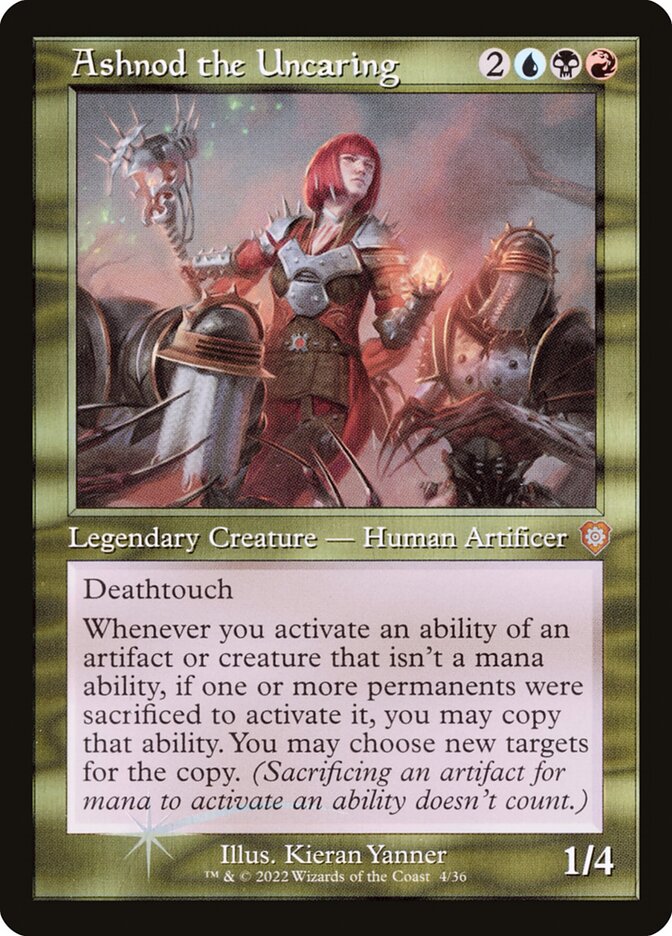 Ashnod the Uncaring 2
Legendary Creature — Human Artificer
Deathtouch
Whenever you activate an ability of an
artifact or creature that isn't a mana
ability, if one or more permanents were
sacrificed to activate it, you may copy
that ability. You may choose new targets
for the copy. (Sacrificing an artifact for
mana to activate an ability doesn't count.)
Illus. Kieran Yanner
™ & © 2022 Wizards of the Coast 4/36
1/4